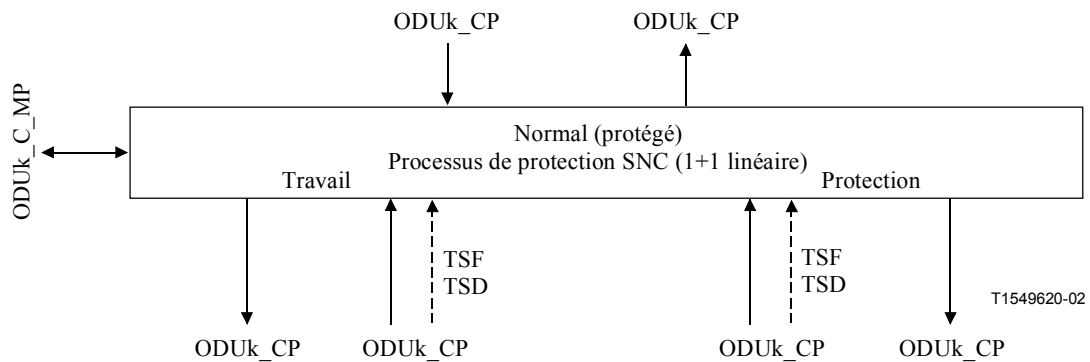 ODUk_CP ODUk_CP
ODUk_C_MP
Normal (protégé)
Processus de protection SNC (1+1 linéaire)
Travail Protection
TSF TSF
TSD TSD
T1549620-02
ODUk_CP ODUk_CP ODUk_CP ODUk_CP